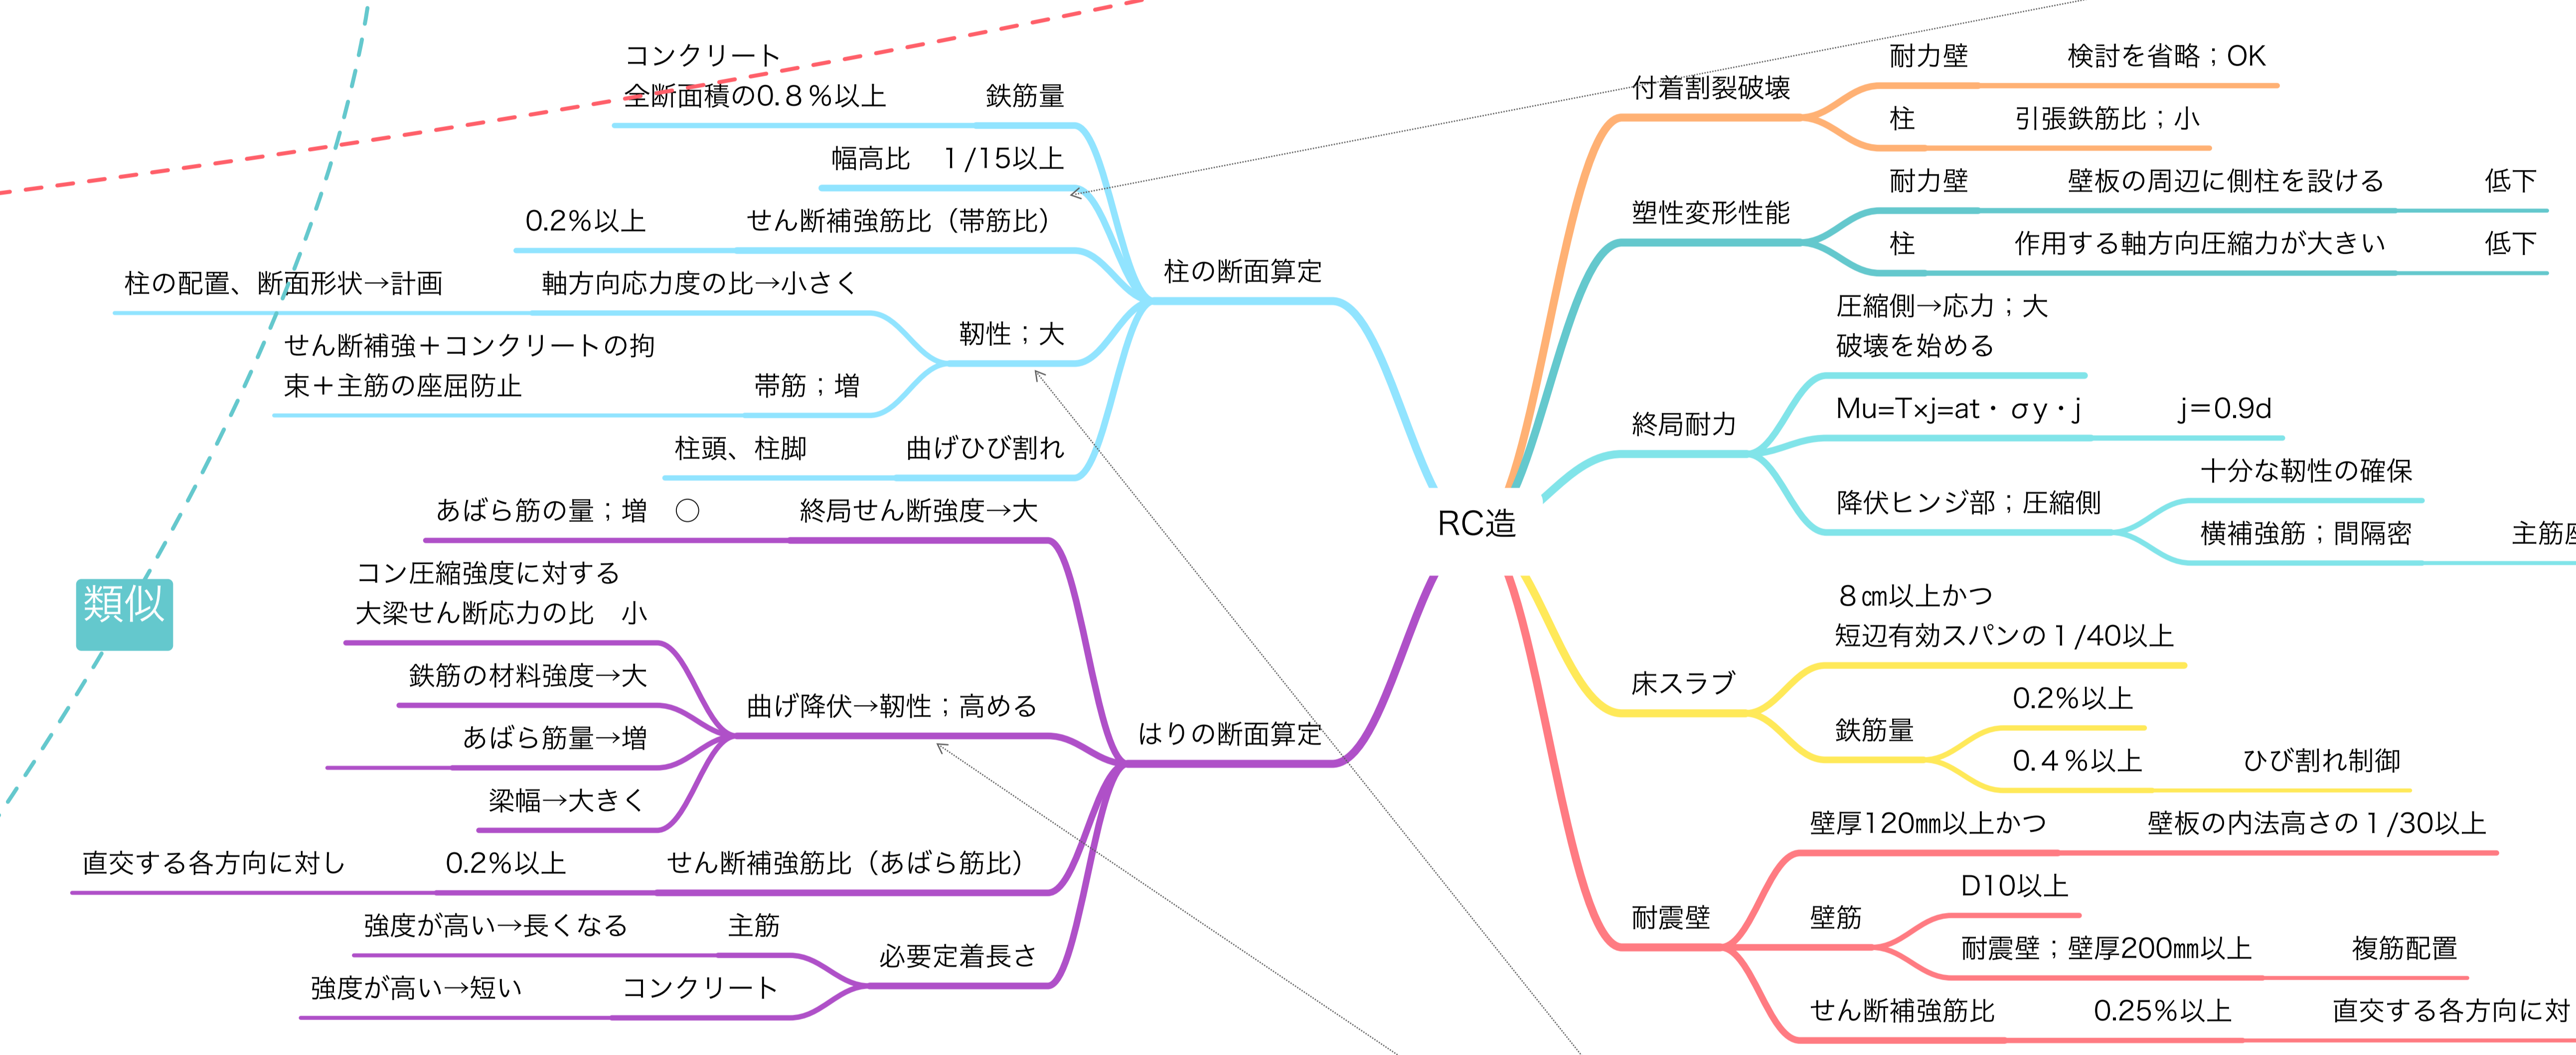 RC造
柱の断面算定
鉄筋量
コンクリート
全断面積の0.８％以上
幅高比　１/15以上
せん断補強筋比（帯筋比）
0.2％以上
靭性；大
軸方向応力度の比→小さく
柱の配置、断面形状→計画
帯筋；増
せん断補強＋コンクリートの拘
束＋主筋の座屈防止
曲げひび割れ
柱頭、柱脚
はりの断面算定
終局せん断強度→大
あばら筋の量；増　○
曲げ降伏→靭性；高める
コン圧縮強度に対する
大梁せん断応力の比　小
鉄筋の材料強度→大
あばら筋量→増
梁幅→大きく
せん断補強筋比（あばら筋比）
0.2％以上
直交する各方向に対し
必要定着長さ
主筋
強度が高い→長くなる
コンクリート
強度が高い→短い
類似
付着割裂破壊
耐力壁
検討を省略；OK
柱
引張鉄筋比；小
塑性変形性能
耐力壁
壁板の周辺に側柱を設ける
低下
柱
作用する軸方向圧縮力が大きい
低下
終局耐力
圧縮側→応力；大
破壊を始める
Mu=T×j=at・σy・j
j＝0.9d
降伏ヒンジ部；圧縮側
十分な靭性の確保
横補強筋；間隔密
主筋
床スラブ
８㎝以上かつ
短辺有効スパンの１/40以上
鉄筋量
0.2％以上
0.４％以上
ひび割れ制御
耐震壁
壁厚120㎜以上かつ
壁板の内法高さの１/30以上
壁筋
D10以上
耐震壁；壁厚200㎜以上
複筋配置
せん断補強筋比
0.25％以上
直交する各方向に対